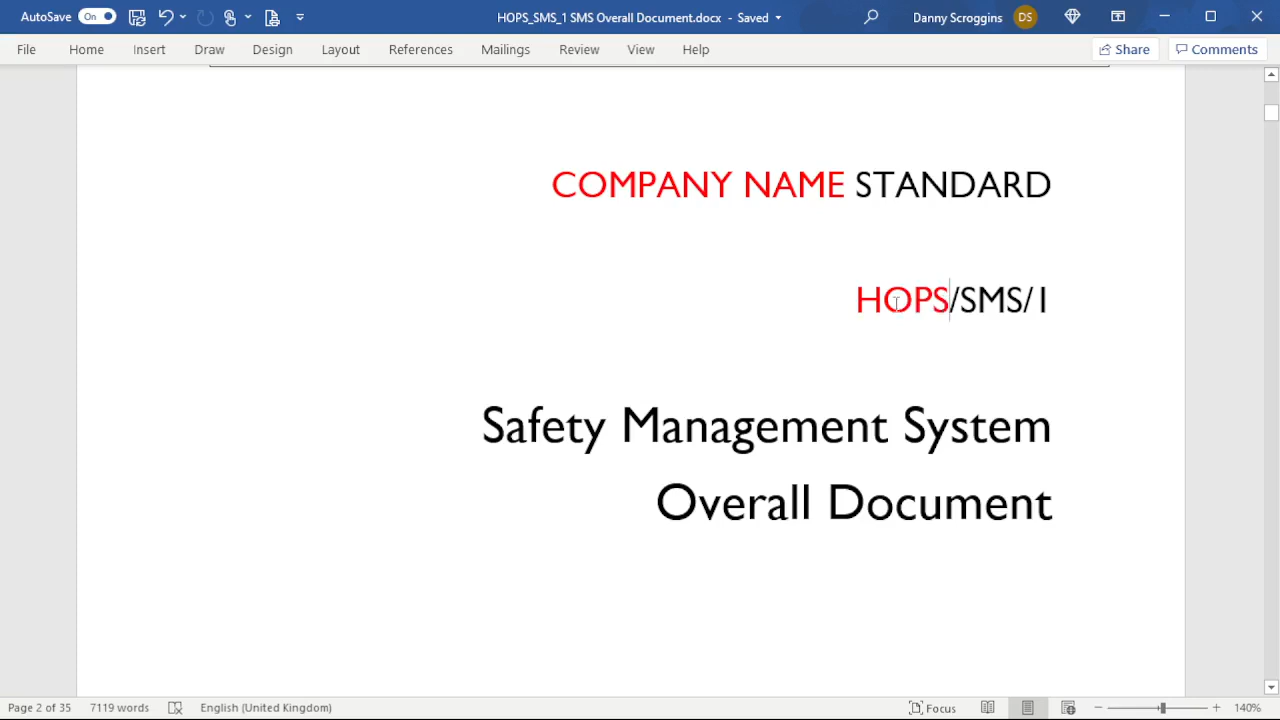 AutoSave On HOPS_SMS_1 SMS Overall Document.docx - Saved Danny Scroggins DS
File Home Insert Draw Design Layout References Mailings Review View Help Share Comments
COMPANY NAME STANDARD
HOPS/SMS/1
Safety Management System
Overall Document
Page 2 of 35 7119 words English (United Kingdom) Focus 140%